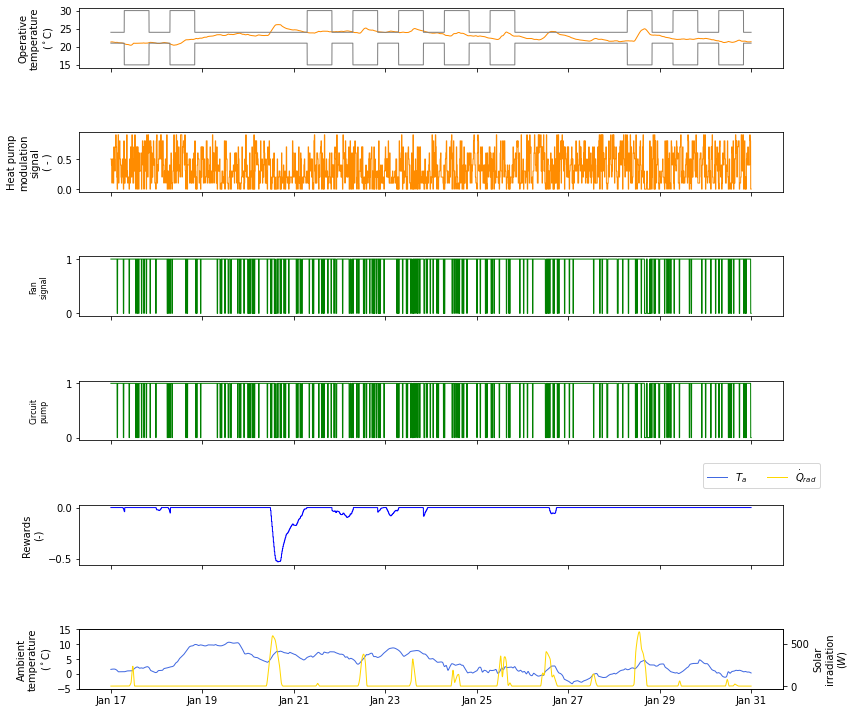 Operative
temperature
(°C)
30
25
20
15
Heat pump
modulation
signal
( - )
0.5
0.0
Fan
signal
1
0
Circuit
pump
1
0
T_a
Q̇_rad
Rewards
(-)
0.0
−0.5
Ambient
temperature
(°C)
15
10
5
0
−5
500
0
Solar
irradiation
(W)
Jan 17
Jan 19
Jan 21
Jan 23
Jan 25
Jan 27
Jan 29
Jan 31